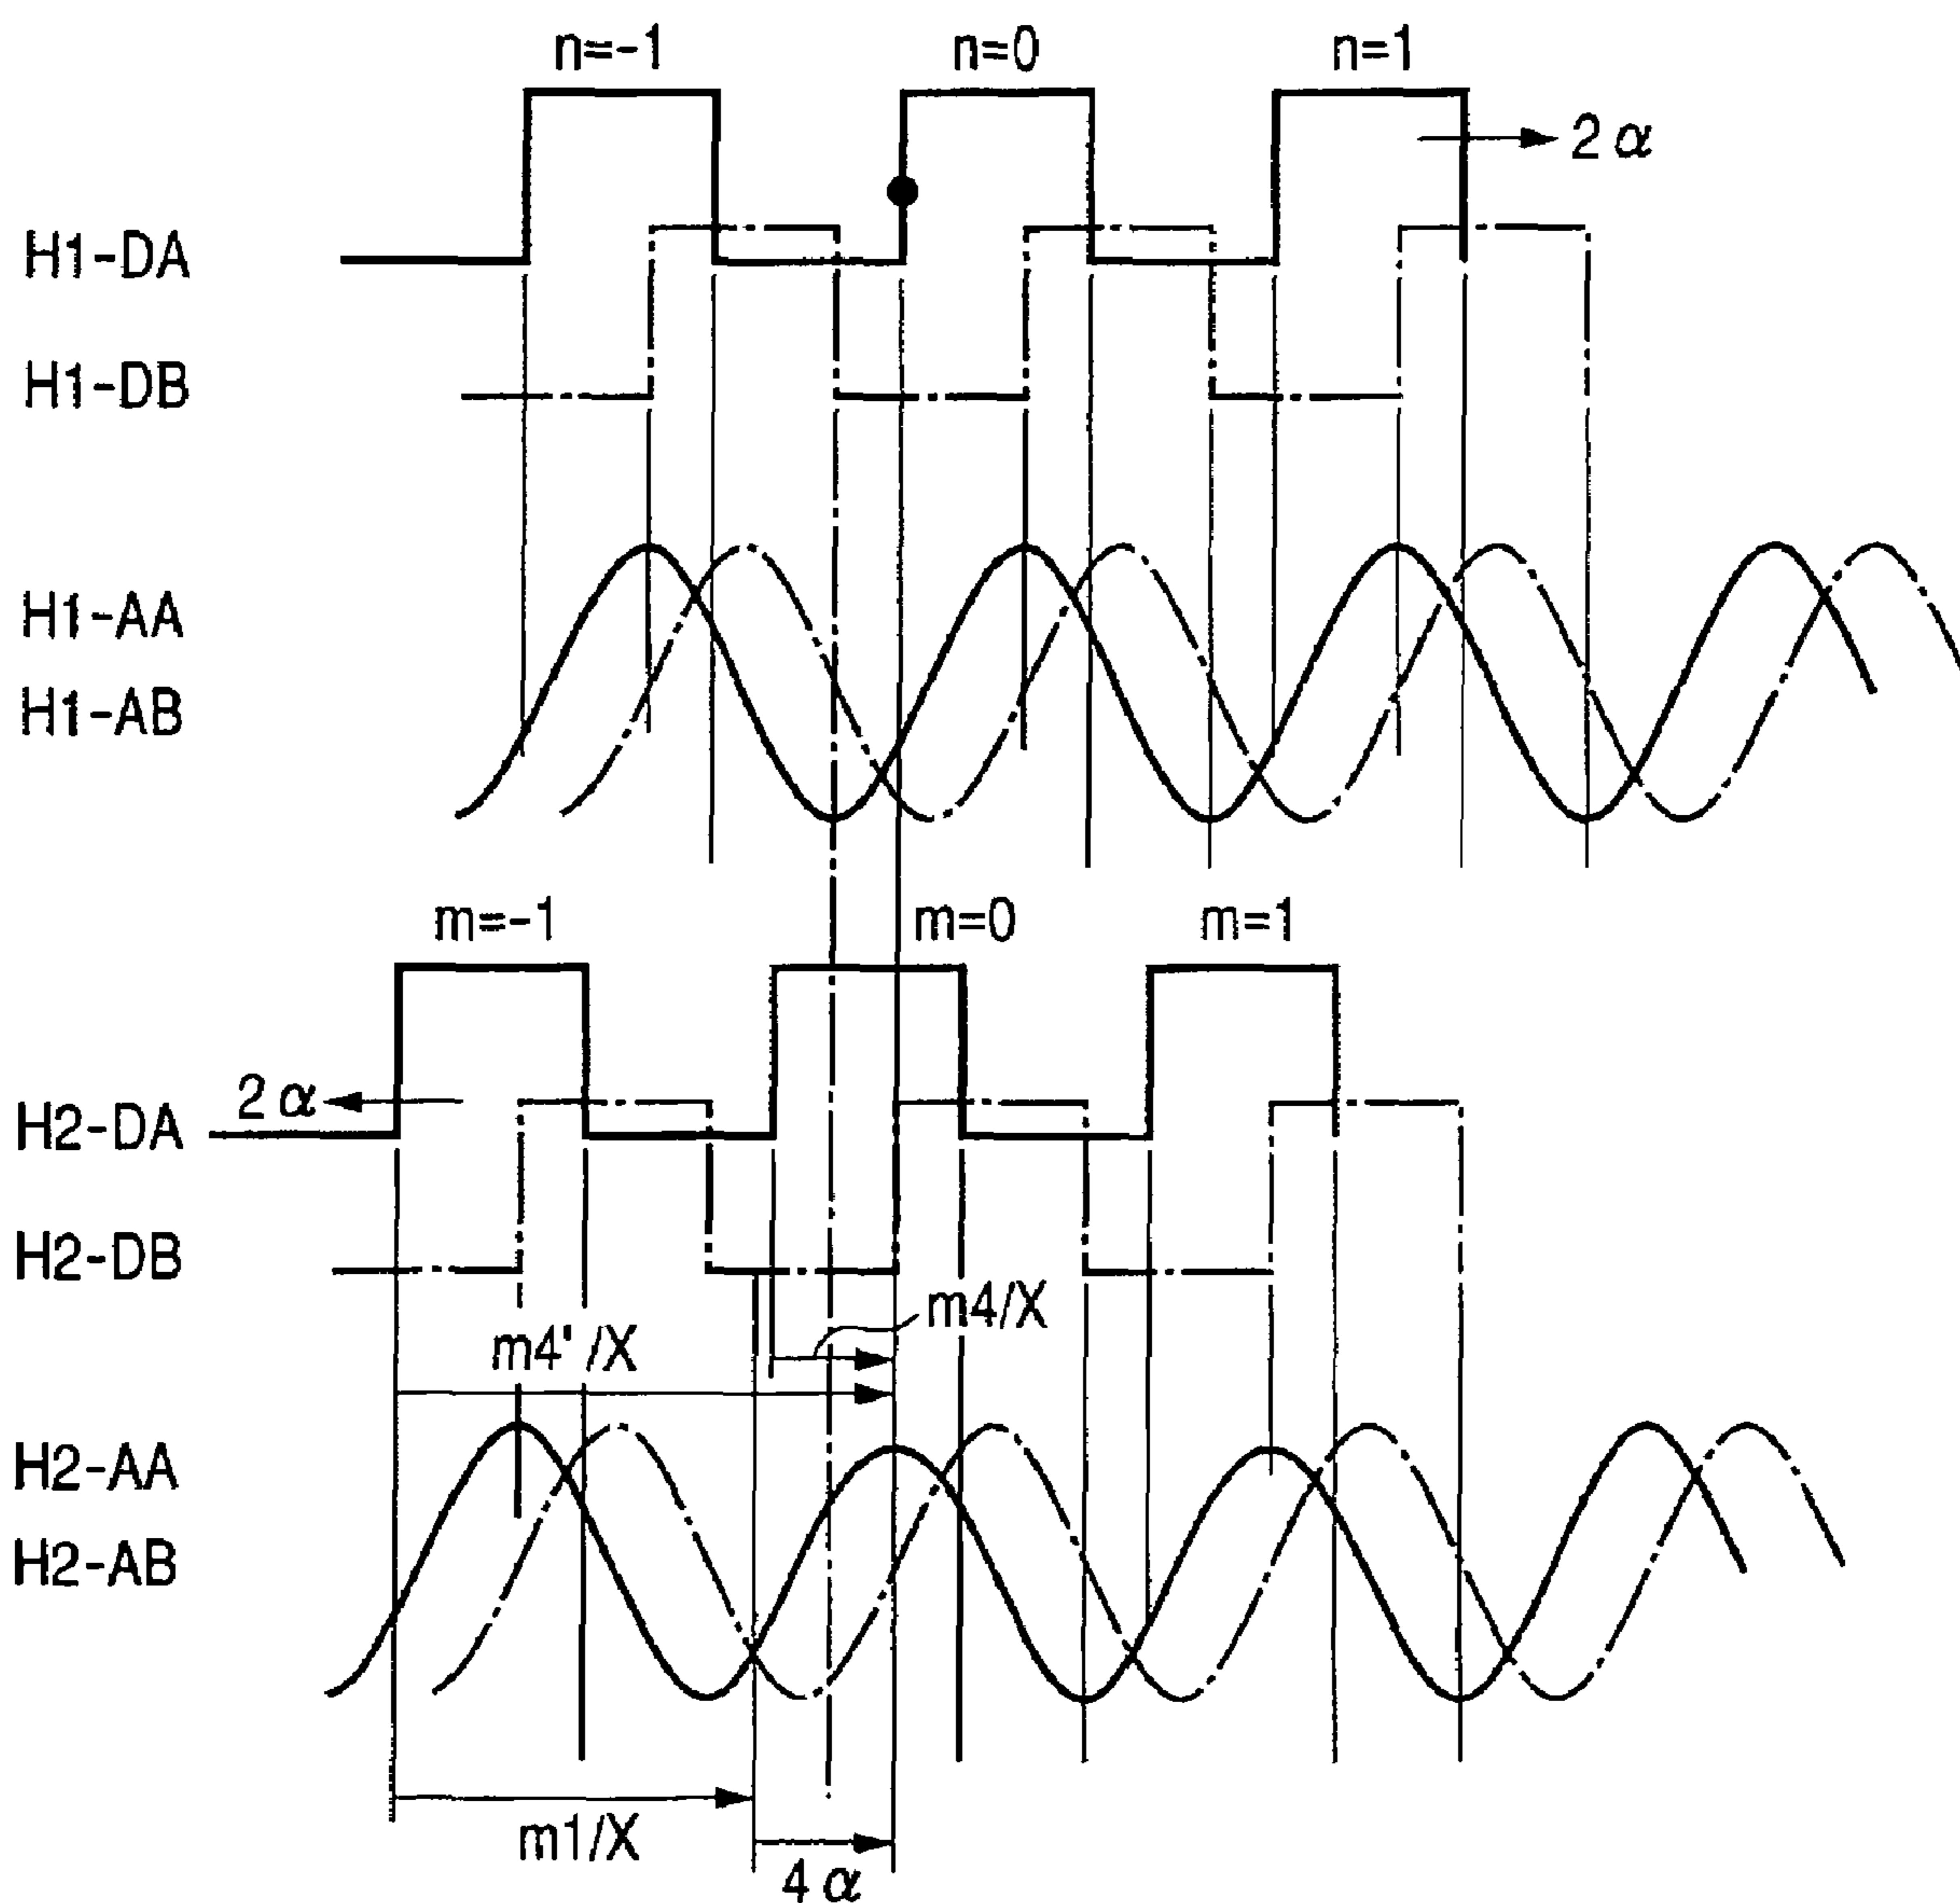 n=-1 n=0 n=1
2α
H1-DA
H1-DB
H1-AA
H1-AB
m=-1 m=0 m=1
2α
H2-DA
H2-DB
m4/X
m4'/X
H2-AA
H2-AB
m1/X
4α